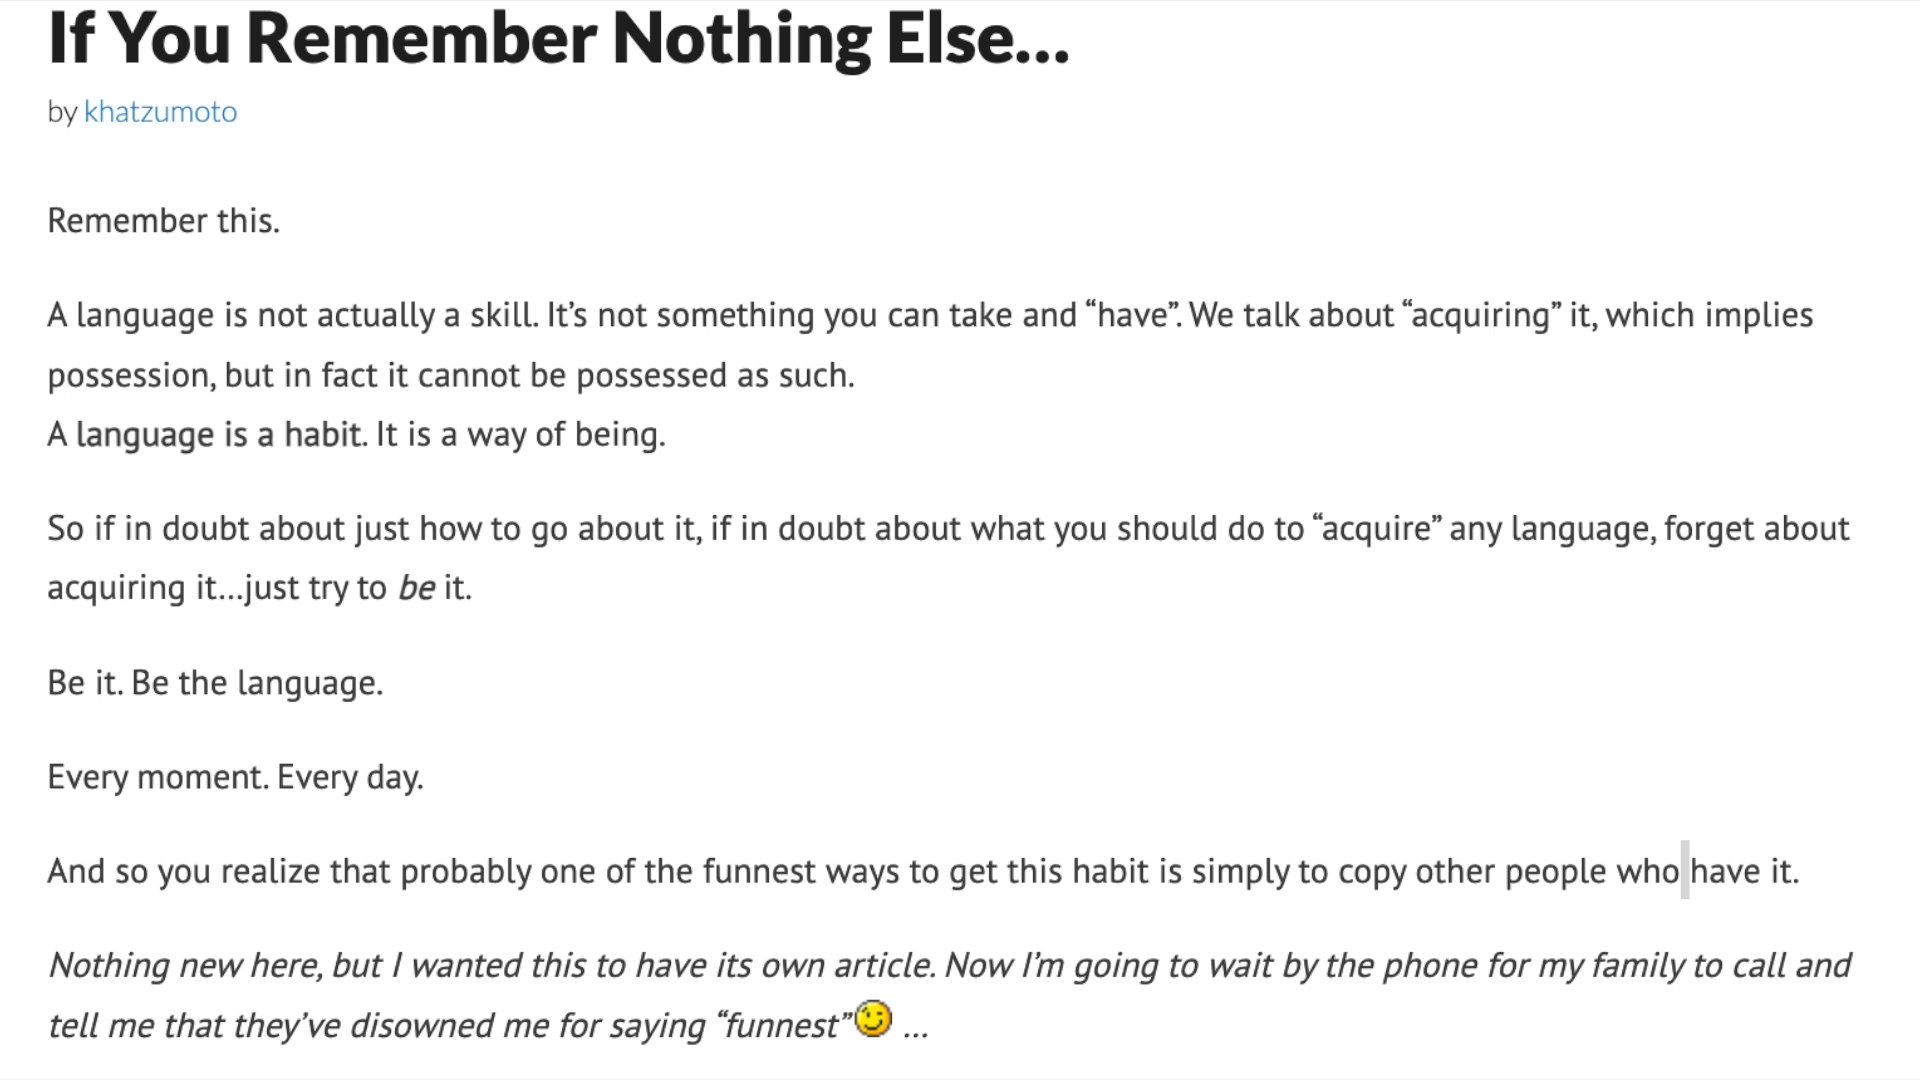 If You Remember Nothing Else…
by khatzumoto
Remember this.
A language is not actually a skill. It’s not something you can take and “have”. We talk about “acquiring” it, which implies
possession, but in fact it cannot be possessed as such.
A language is a habit. It is a way of being.
So if in doubt about just how to go about it, if in doubt about what you should do to “acquire” any language, forget about
acquiring it…just try to be it.
Be it. Be the language.
Every moment. Every day.
And so you realize that probably one of the funnest ways to get this habit is simply to copy other people who have it.
Nothing new here, but I wanted this to have its own article. Now I’m going to wait by the phone for my family to call and
tell me that they’ve disowned me for saying “funnest”😉 …